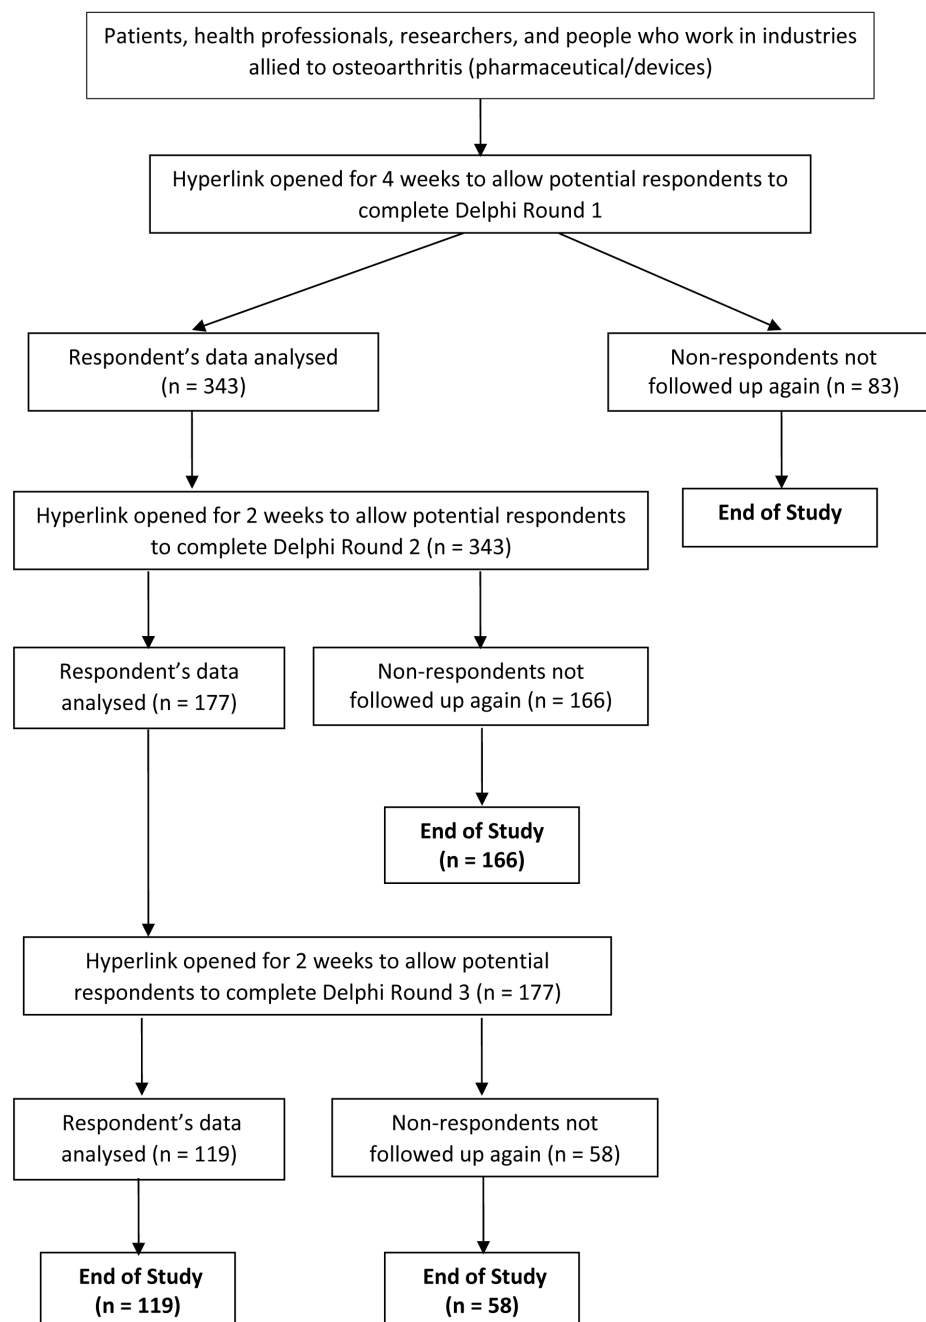 Patients, health professionals, researchers, and people who work in industries
allied to osteoarthritis (pharmaceutical/devices)
Hyperlink opened for 4 weeks to allow potential respondents to
complete Delphi Round 1
Respondent’s data analysed
(n = 343)
Non-respondents not
followed up again (n = 83)
Hyperlink opened for 2 weeks to allow potential respondents
to complete Delphi Round 2 (n = 343)
End of Study
Respondent’s data
analysed (n = 177)
Non-respondents not
followed up again (n = 166)
End of Study
(n = 166)
Hyperlink opened for 2 weeks to allow potential
respondents to complete Delphi Round 3 (n = 177)
Respondent’s data
analysed (n = 119)
Non-respondents not
followed up again (n = 58)
End of Study
(n = 119)
End of Study
(n = 58)